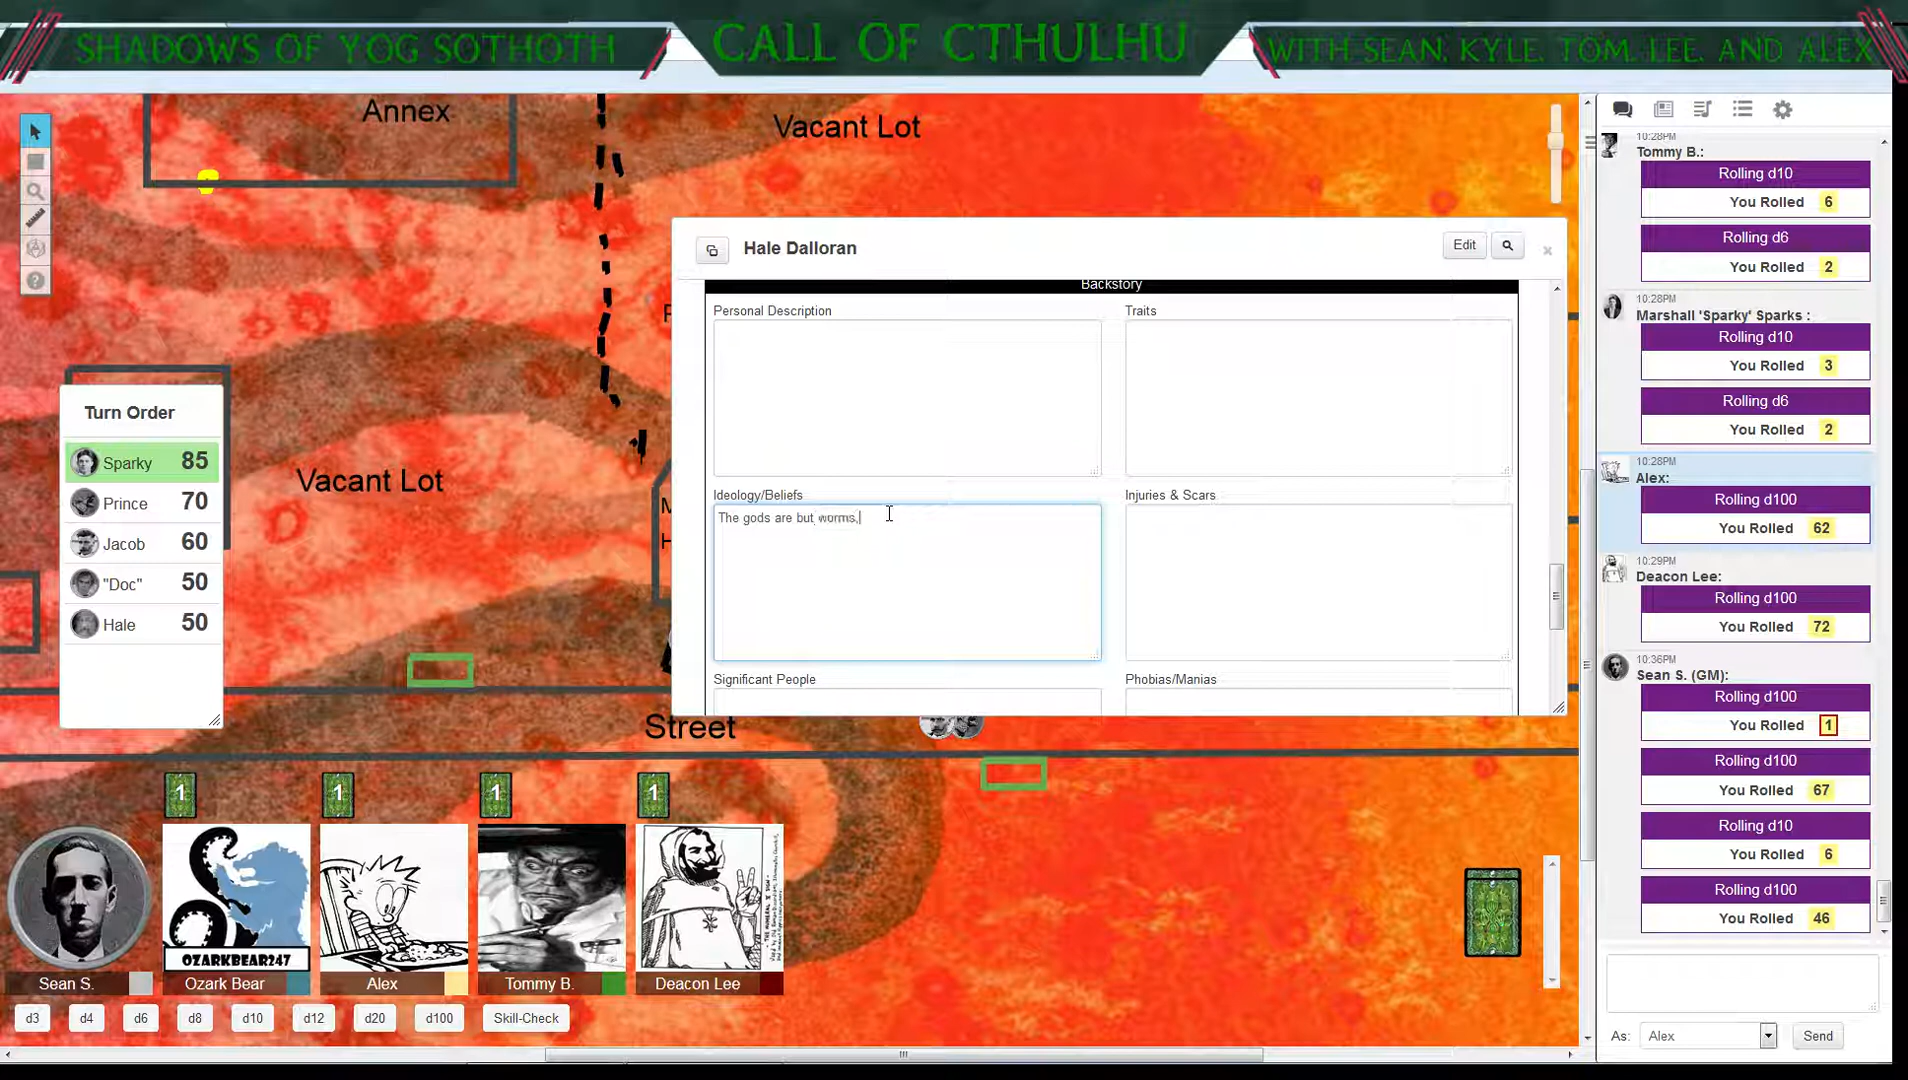 SHADOWS OF YOG SOTHOTH
CALL OF CTHULHU
WITH SEAN, KYLE, TOM, LEE, AND ALEX
Annex
Vacant Lot
Vacant Lot
Street
Turn Order
Sparky 85
Prince 70
Jacob 60
"Doc" 50
Hale 50
Hale Dalloran
Edit
Backstory
Personal Description
Traits
Ideology/Beliefs
The gods are but worms,
Injuries & Scars
Significant People
Phobias/Manias
10:28PM
Tommy B.:
Rolling d10
You Rolled 6
Rolling d6
You Rolled 2
10:28PM
Marshall 'Sparky' Sparks :
Rolling d10
You Rolled 3
Rolling d6
You Rolled 2
10:28PM
Alex:
Rolling d100
You Rolled 62
10:29PM
Deacon Lee:
Rolling d100
You Rolled 72
10:36PM
Sean S. (GM):
Rolling d100
You Rolled 1
Rolling d100
You Rolled 67
Rolling d10
You Rolled 6
Rolling d100
You Rolled 46
As: Alex
Send
1
1
1
1
OZARKBEAR247
Sean S.
Ozark Bear
Alex
Tommy B.
Deacon Lee
d3
d4
d6
d8
d10
d12
d20
d100
Skill-Check